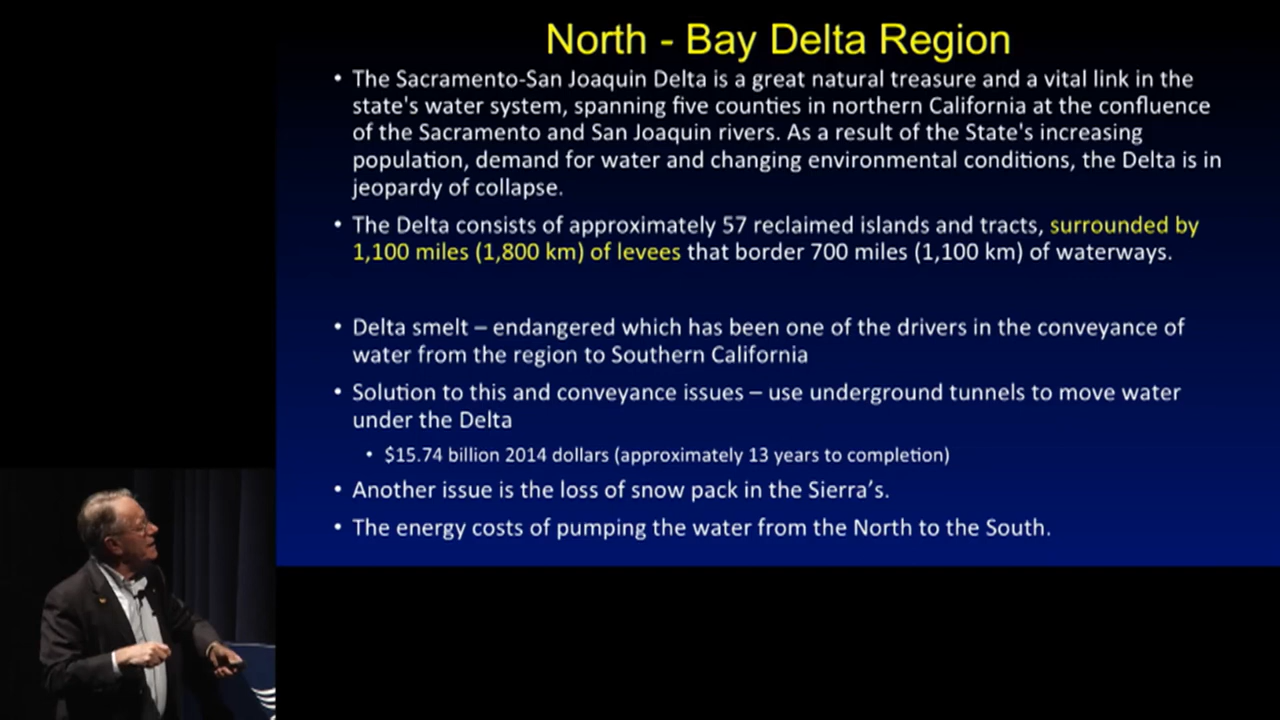 North - Bay Delta Region
• The Sacramento-San Joaquin Delta is a great natural treasure and a vital link in the
state's water system, spanning five counties in northern California at the confluence
of the Sacramento and San Joaquin rivers. As a result of the State's increasing
population, demand for water and changing environmental conditions, the Delta is in
jeopardy of collapse.
• The Delta consists of approximately 57 reclaimed islands and tracts, surrounded by
1,100 miles (1,800 km) of levees that border 700 miles (1,100 km) of waterways.
• Delta smelt – endangered which has been one of the drivers in the conveyance of
water from the region to Southern California
• Solution to this and conveyance issues – use underground tunnels to move water
under the Delta
• $15.74 billion 2014 dollars (approximately 13 years to completion)
• Another issue is the loss of snow pack in the Sierra’s.
• The energy costs of pumping the water from the North to the South.